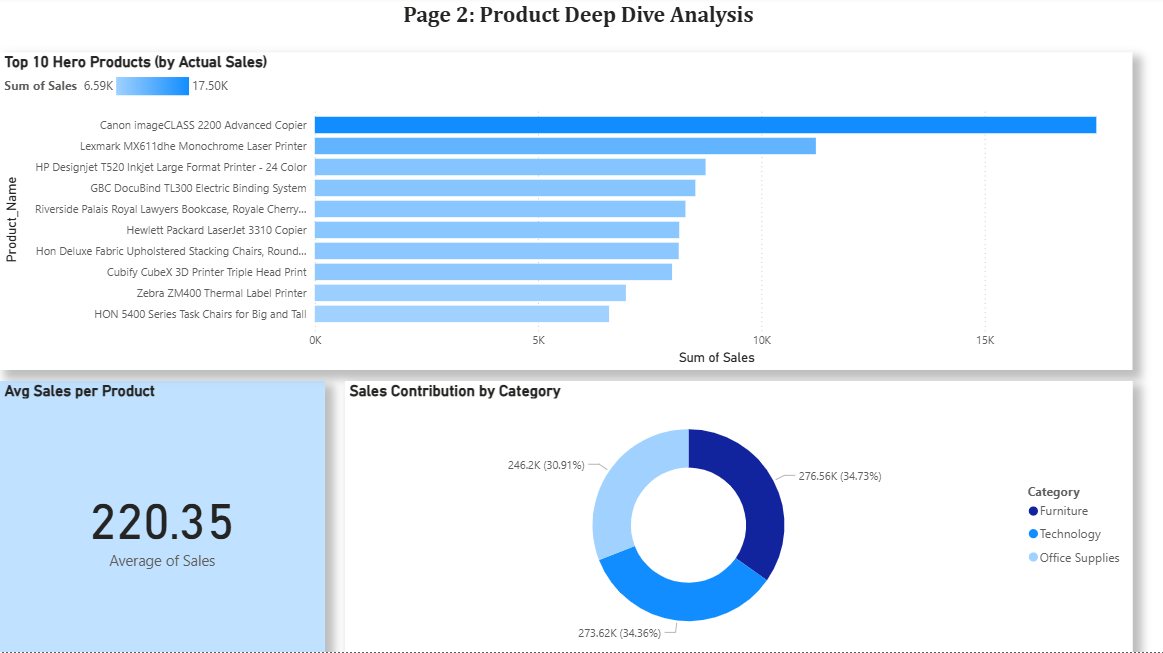 Page 2: Product Deep Dive Analysis
Top 10 Hero Products (by Actual Sales)
Sum of Sales 6.59K 17.50K
Product_Name
Canon imageCLASS 2200 Advanced Copier
Lexmark MX611dhe Monochrome Laser Printer
HP Designjet T520 Inkjet Large Format Printer - 24 Color
GBC DocuBind TL300 Electric Binding System
Riverside Palais Royal Lawyers Bookcase, Royale Cherry...
Hewlett Packard LaserJet 3310 Copier
Hon Deluxe Fabric Upholstered Stacking Chairs, Round...
Cubify CubeX 3D Printer Triple Head Print
Zebra ZM400 Thermal Label Printer
HON 5400 Series Task Chairs for Big and Tall
0K 5K 10K 15K
Sum of Sales
Avg Sales per Product
220.35
Average of Sales
Sales Contribution by Category
246.2K (30.91%)
276.56K (34.73%)
273.62K (34.36%)
Category
Furniture
Technology
Office Supplies